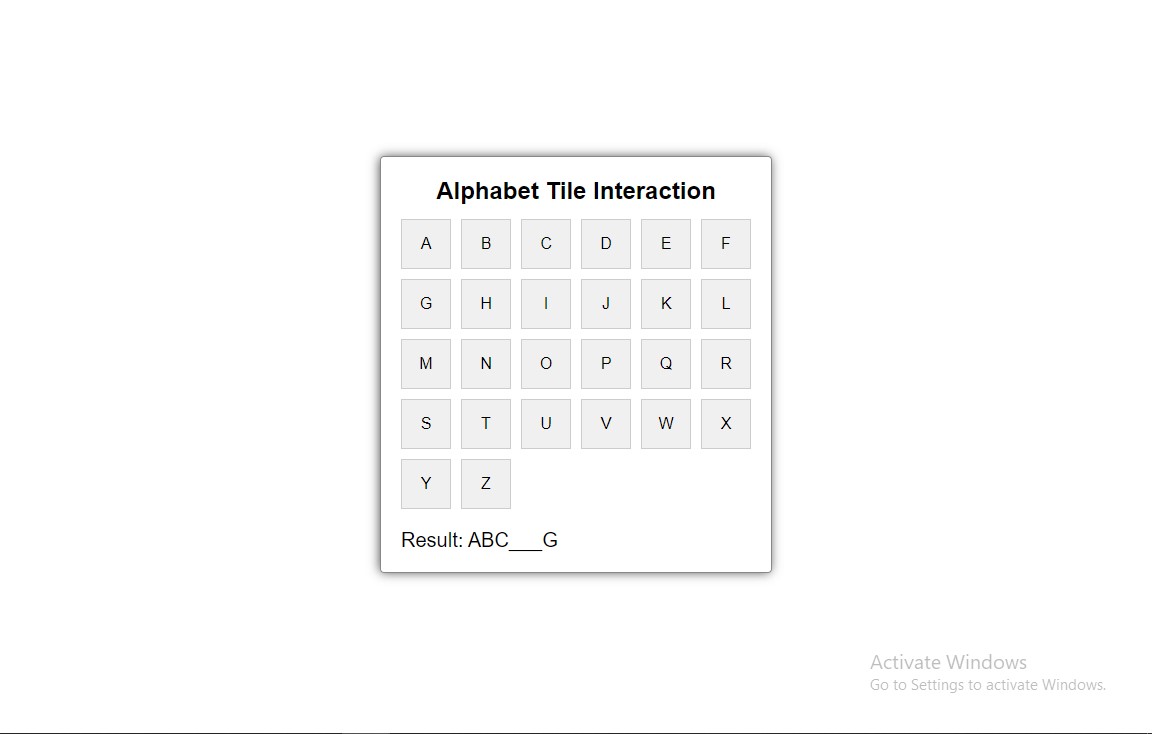 Alphabet Tile Interaction
A B C D E F
G H I J K L
M N O P Q R
S T U V W X
Y Z
Result: ABC___G
Activate Windows
Go to Settings to activate Windows.